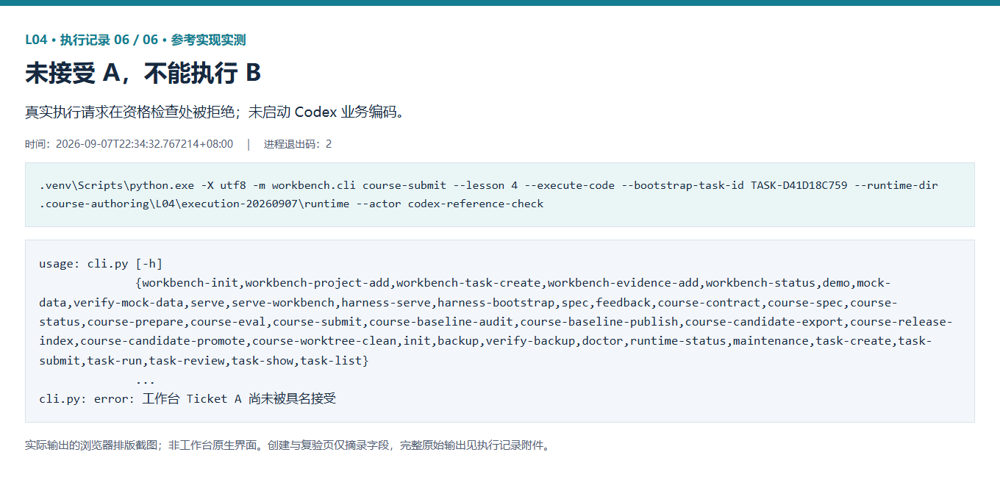 L04 • 执行记录 06 / 06 • 参考实现实测
未接受 A，不能执行 B
真实执行请求在资格检查处被拒绝；未启动 Codex 业务编码。
时间：2026-09-07T22:34:32.767214+08:00 | 进程退出码：2
.venv\Scripts\python.exe -X utf8 -m workbench.cli course-submit --lesson 4 --execute-code --bootstrap-task-id TASK-D41D18C759 --runtime-dir
.course-authoring\L04\execution-20260907\runtime --actor codex-reference-check
usage: cli.py [-h]
{workbench-init,workbench-project-add,workbench-task-create,workbench-evidence-add,workbench-status,demo,mock-
data,verify-mock-data,serve,serve-workbench,harness-serve,harness-bootstrap,spec,feedback,course-contract,course-spec,course-
status,course-prepare,course-eval,course-submit,course-baseline-audit,course-baseline-publish,course-candidate-export,course-release-
index,course-candidate-promote,course-worktree-clean,init,backup,verify-backup,doctor,runtime-status,maintenance,task-create,task-
submit,task-run,task-review,task-show,task-list}
...
cli.py: error: 工作台 Ticket A 尚未被具名接受
实际输出的浏览器排版截图；非工作台原生界面。创建与复验页仅摘录字段，完整原始输出见执行记录附件。